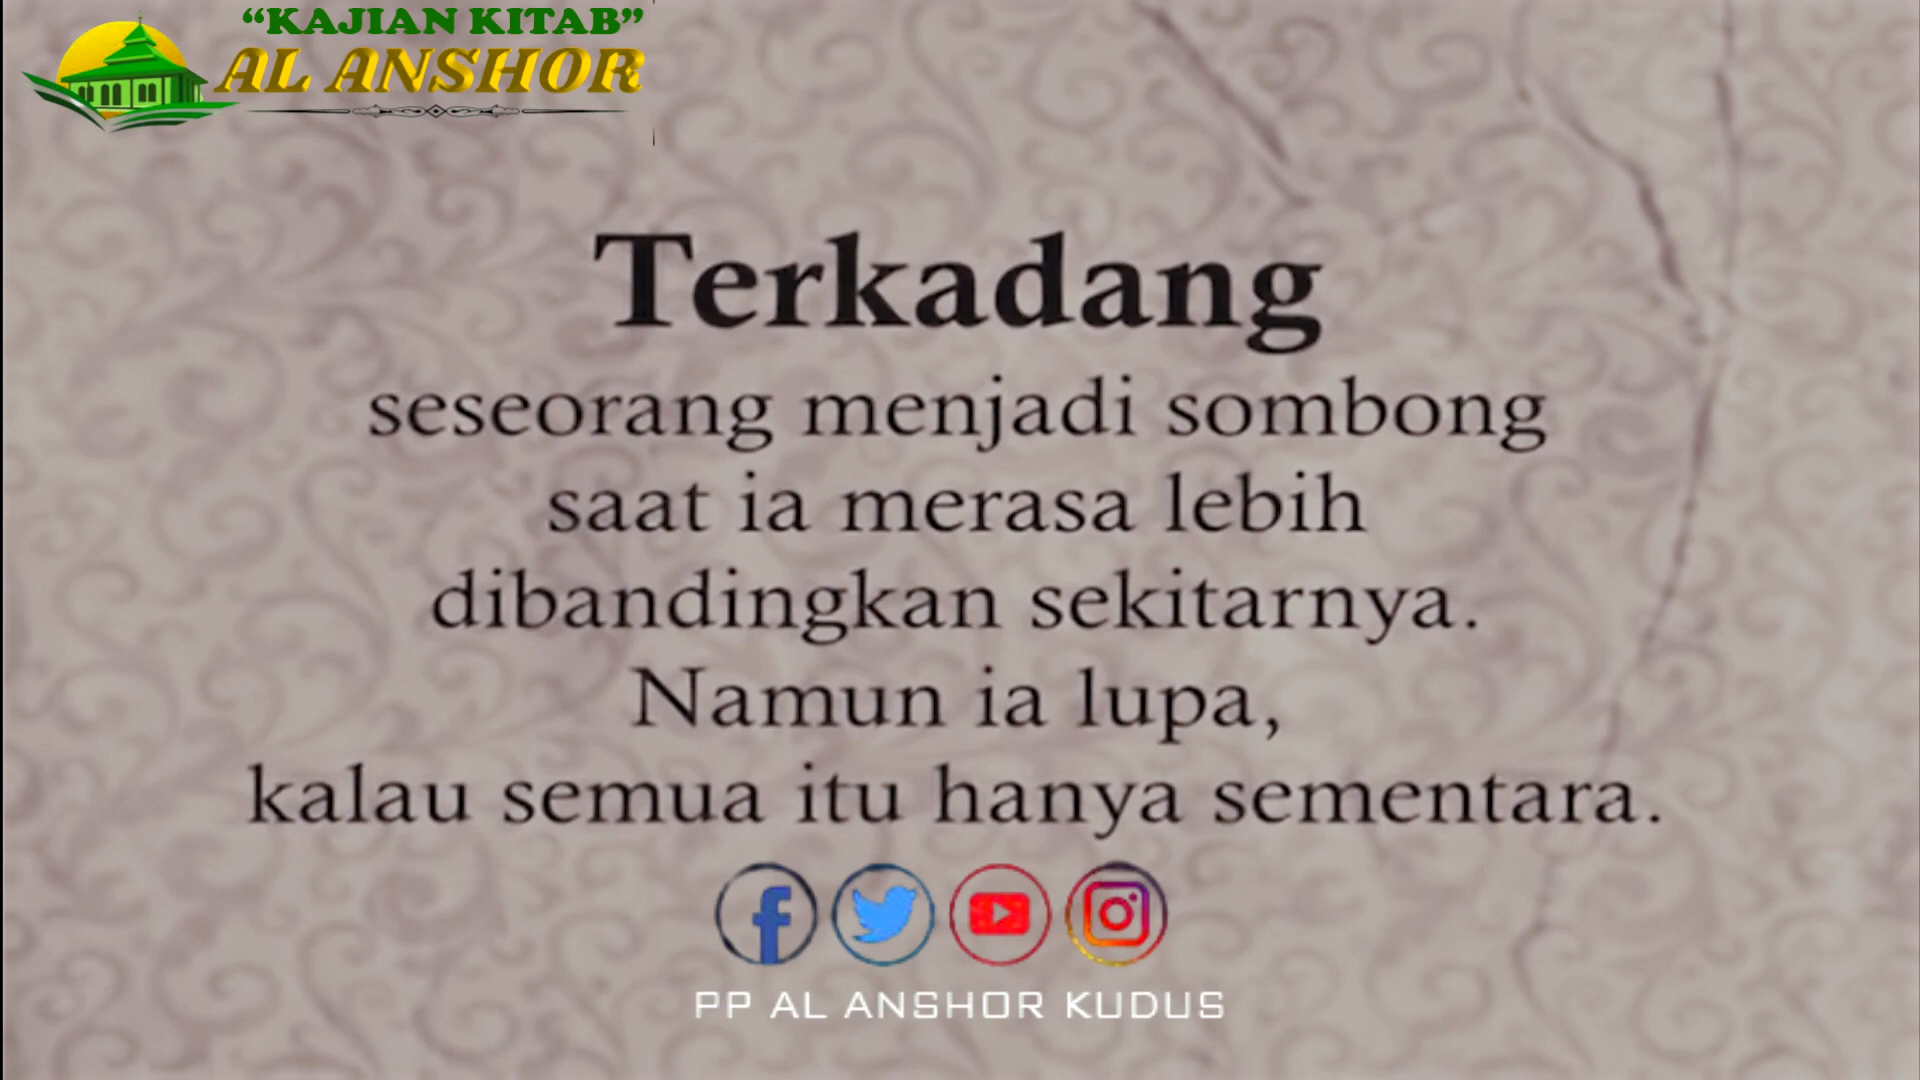 “KAJIAN KITAB”
AL ANSHOR
Terkadang
seseorang menjadi sombong
saat ia merasa lebih
dibandingkan sekitarnya.
Namun ia lupa,
kalau semua itu hanya sementara.
PP AL ANSHOR KUDUS